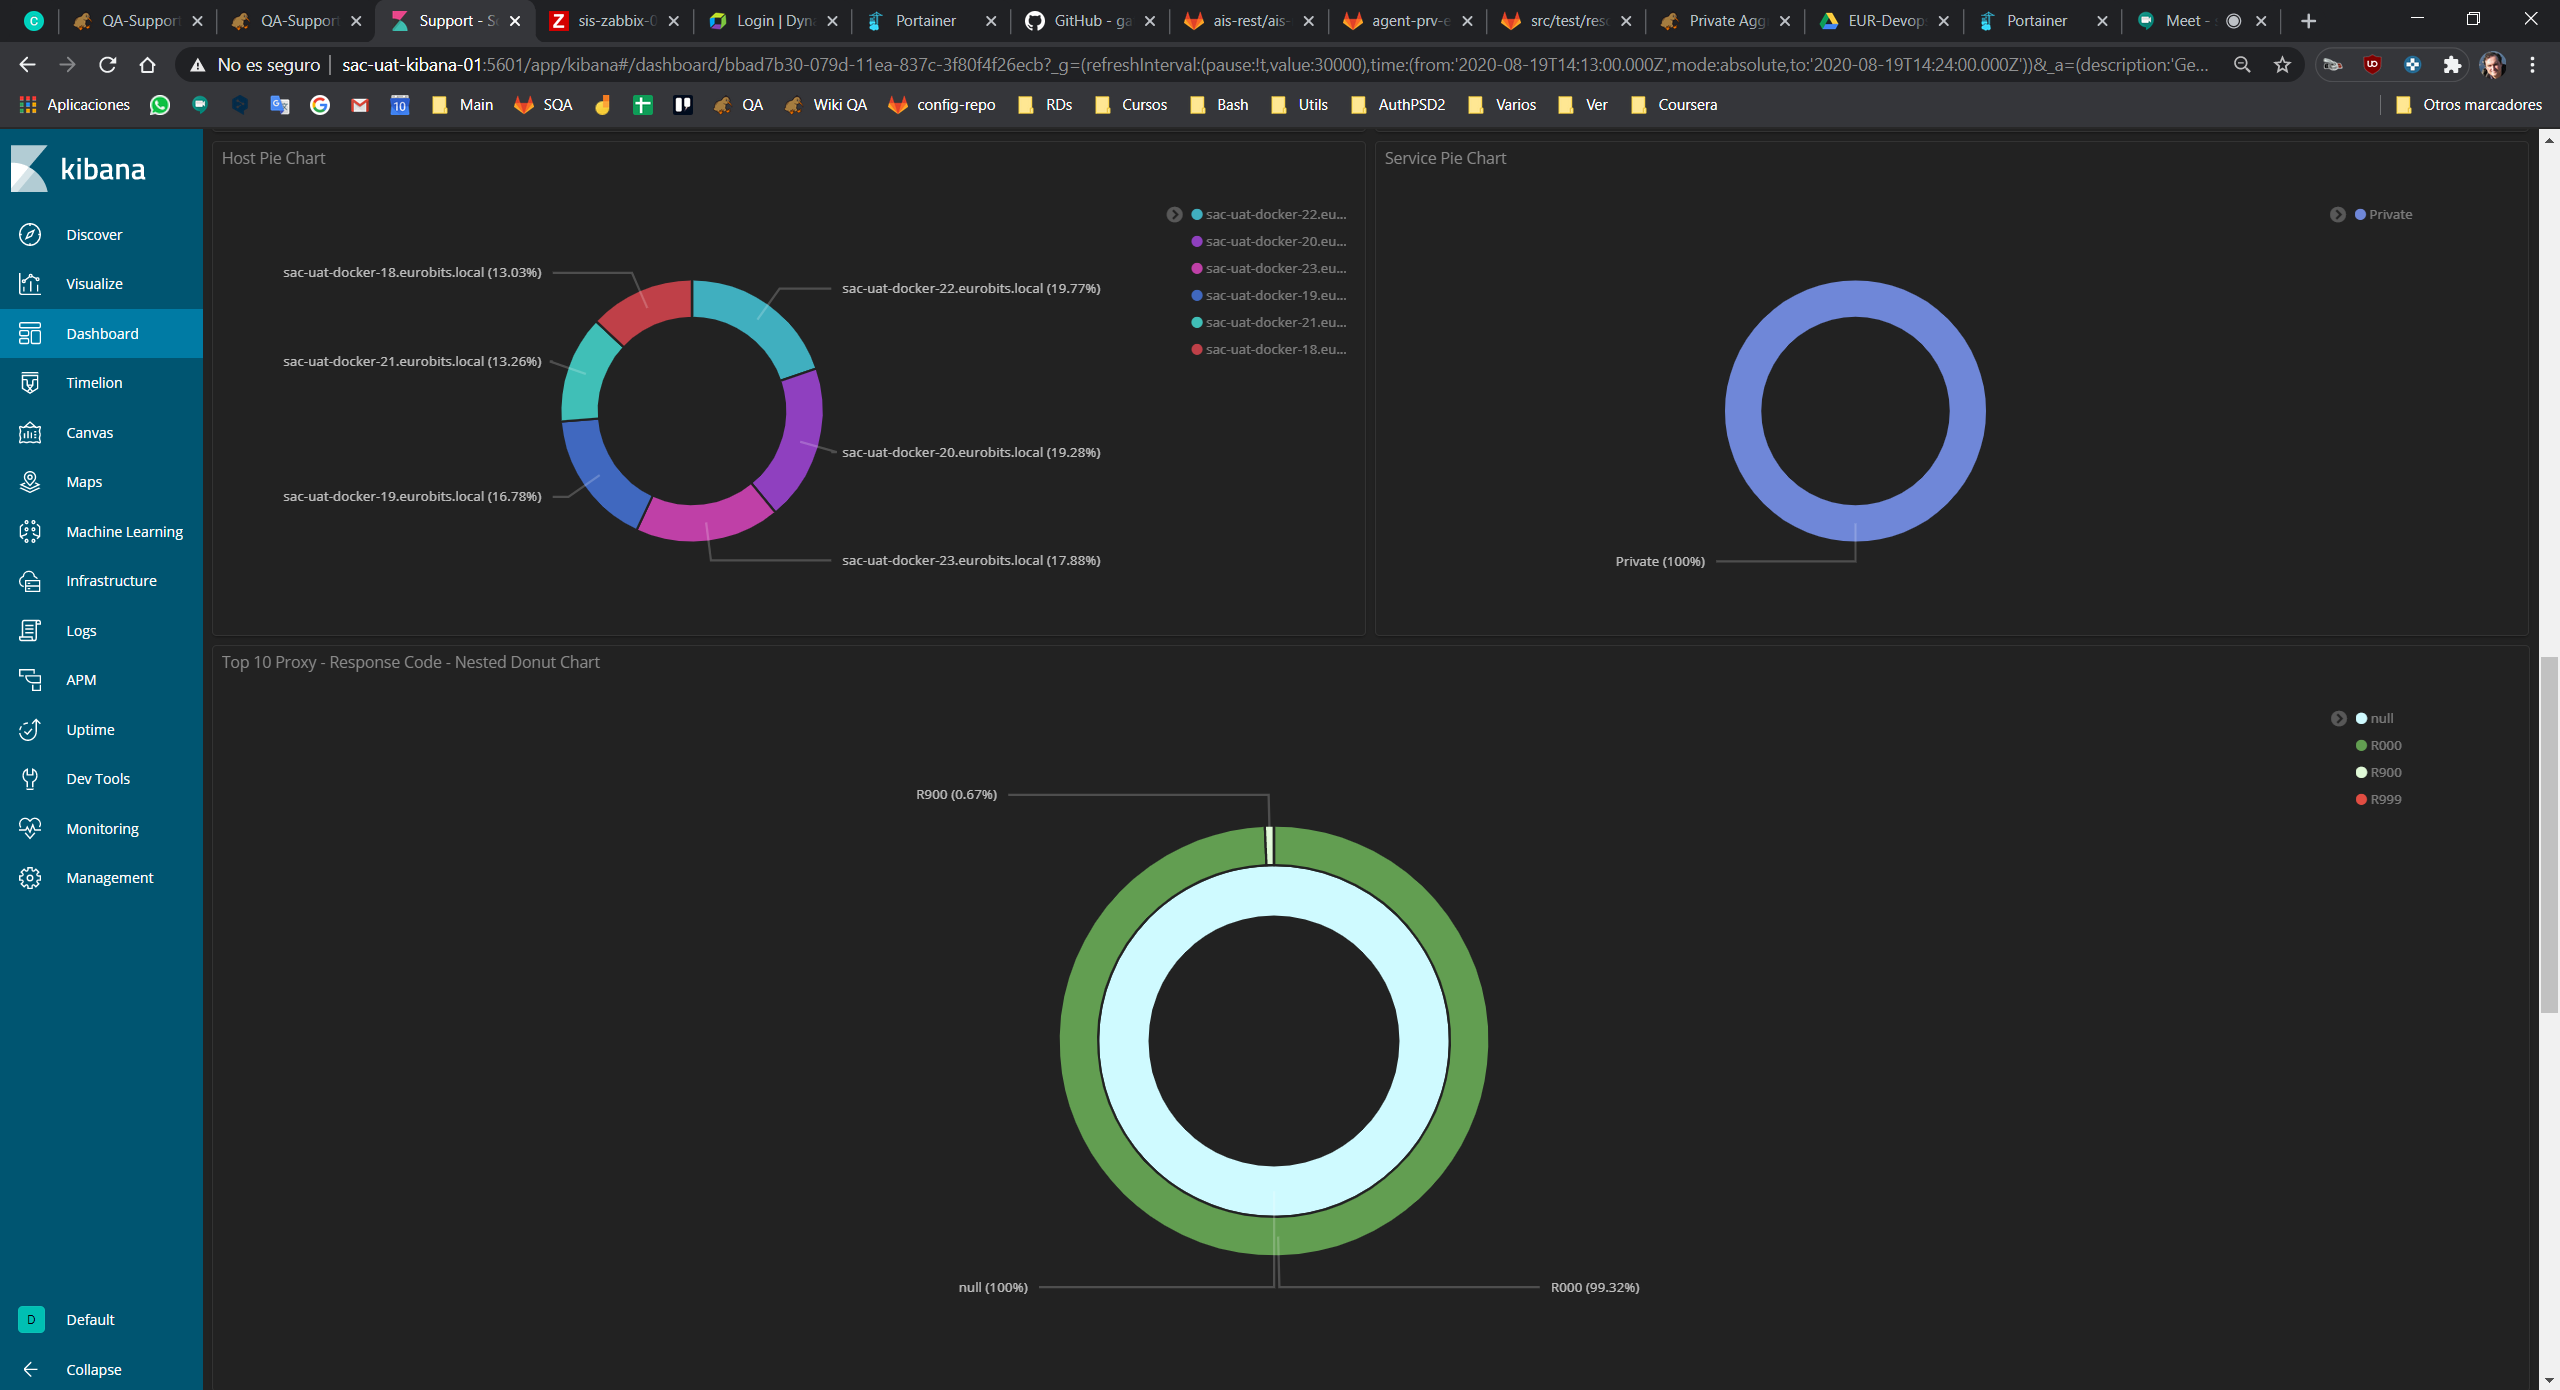 QA-Support
QA-Support
Support - S
sis-zabbix-0
Login | Dyn
Portainer
GitHub - ga
ais-rest/ais-
agent-prv-e
src/test/res
Private Agg
EUR-Devop
Portainer
Meet -
No es seguro | sac-uat-kibana-01:5601/app/kibana#/dashboard/bbad7b30-079d-11ea-837c-3f80f4f26ecb?_g=(refreshInterval:(pause:!t,value:30000),time:(from:'2020-08-19T14:13:00.000Z',mode:absolute,to:'2020-08-19T14:24:00.000Z'))&_a=(description:'Ge...
Aplicaciones
10
Main
SQA
QA
Wiki QA
config-repo
RDs
Cursos
Bash
Utils
AuthPSD2
Varios
Ver
Coursera
Otros marcadores
kibana
Discover
Visualize
Dashboard
Timelion
Canvas
Maps
Machine Learning
Infrastructure
Logs
APM
Uptime
Dev Tools
Monitoring
Management
D Default
Collapse
Host Pie Chart
sac-uat-docker-18.eurobits.local (13.03%)
sac-uat-docker-22.eurobits.local (19.77%)
sac-uat-docker-21.eurobits.local (13.26%)
sac-uat-docker-20.eurobits.local (19.28%)
sac-uat-docker-19.eurobits.local (16.78%)
sac-uat-docker-23.eurobits.local (17.88%)
sac-uat-docker-22.eu...
sac-uat-docker-20.eu...
sac-uat-docker-23.eu...
sac-uat-docker-19.eu...
sac-uat-docker-21.eu...
sac-uat-docker-18.eu...
Service Pie Chart
Private
Private (100%)
Top 10 Proxy - Response Code - Nested Donut Chart
null
R000
R900
R999
R900 (0.67%)
null (100%)
R000 (99.32%)